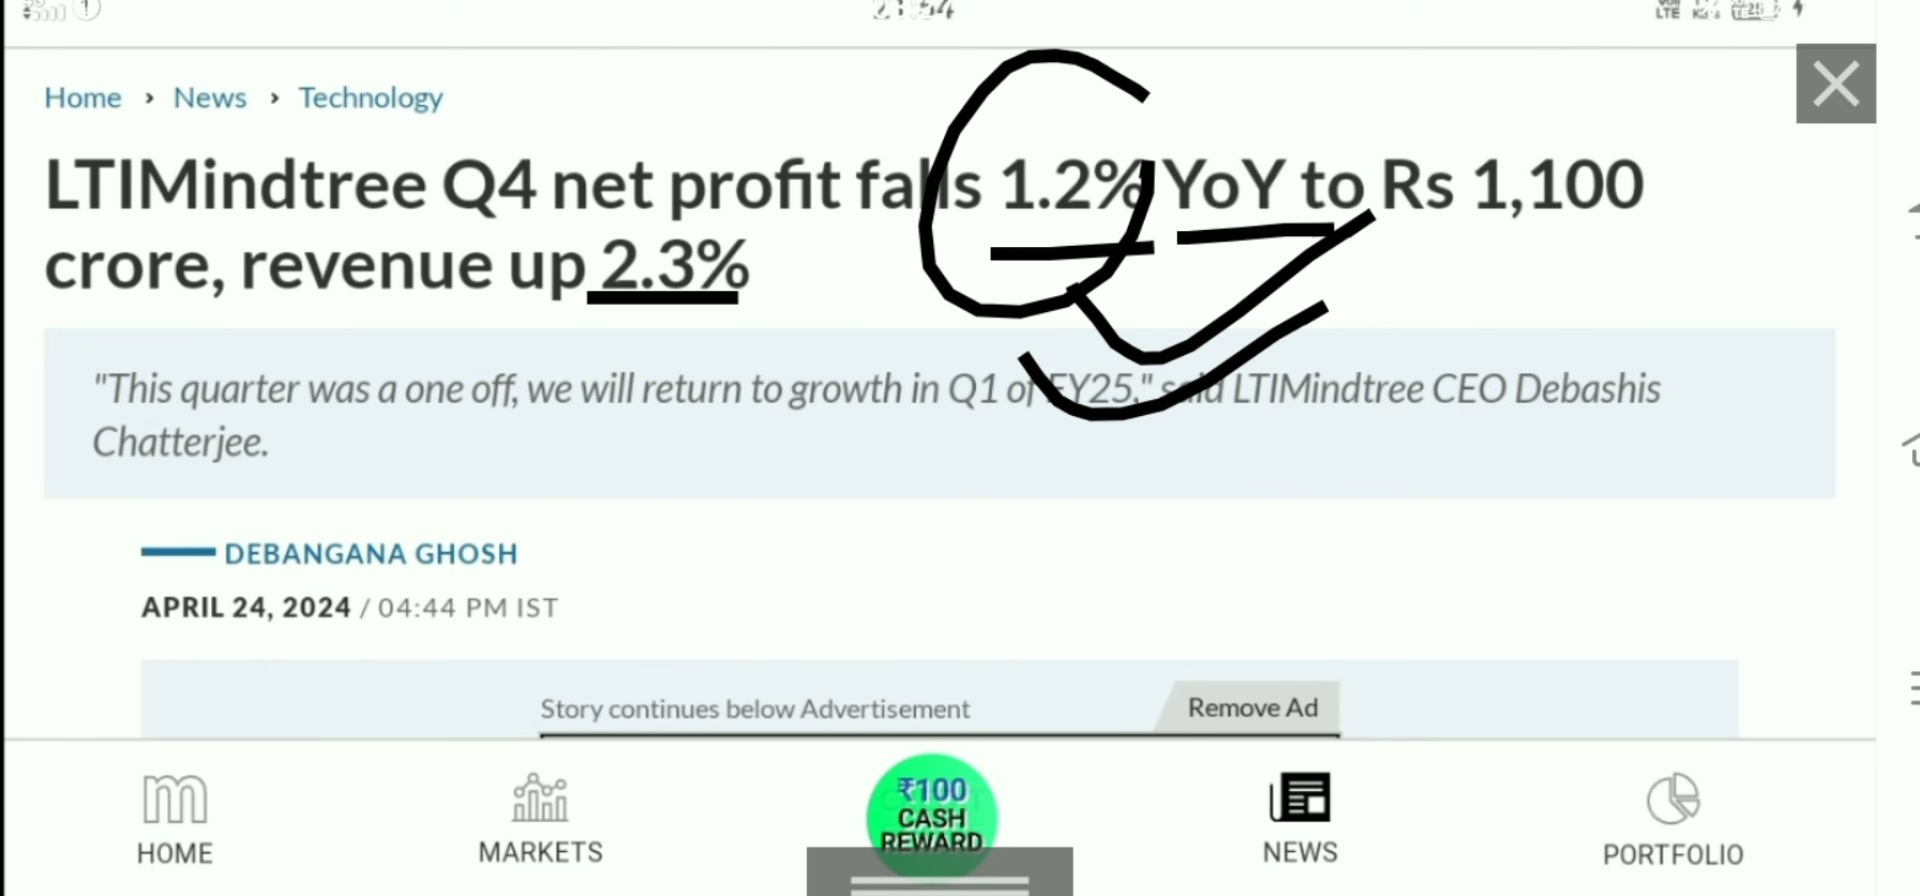 Home › News › Technology
LTIMindtree Q4 net profit falls 1.2% YoY to Rs 1,100
crore, revenue up 2.3%
"This quarter was a one off, we will return to growth in Q1 of FY25," said LTIMindtree CEO Debashis
Chatterjee.
DEBANGANA GHOSH
APRIL 24, 2024 / 04:44 PM IST
Story continues below Advertisement
Remove Ad
₹100
CASH
REWARD
HOME
MARKETS
NEWS
PORTFOLIO